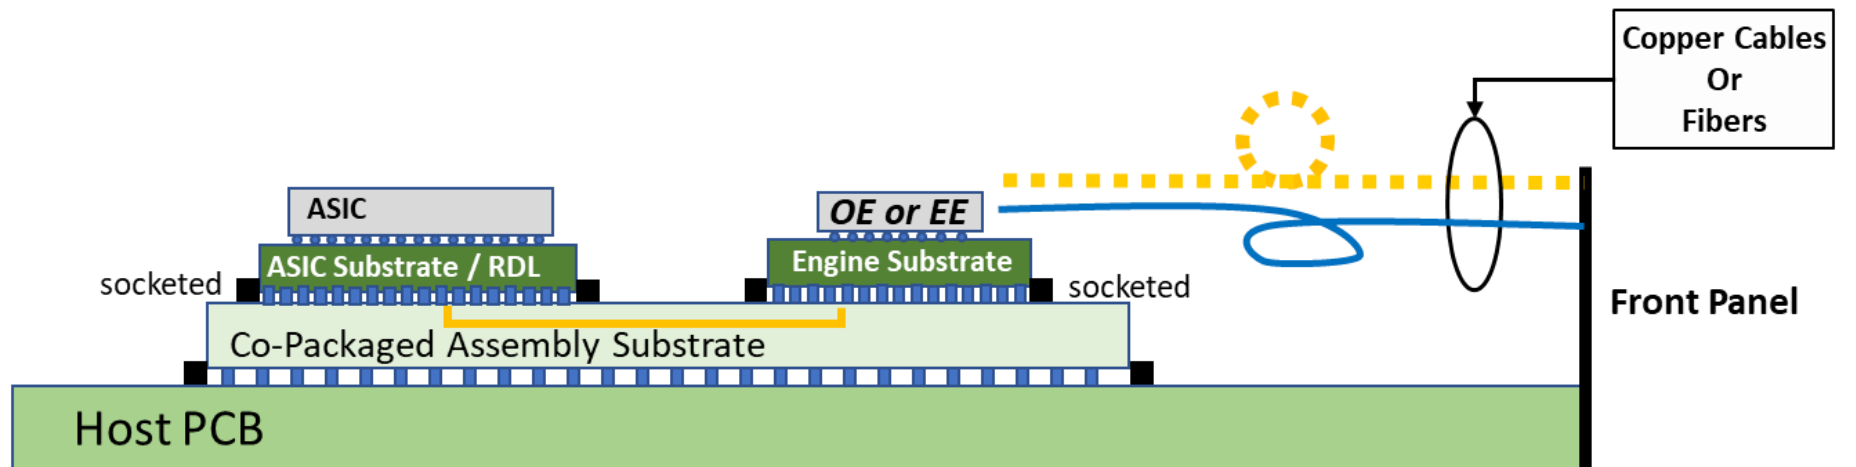 Copper Cables
Or
Fibers
ASIC
OE or EE
ASIC Substrate / RDL
Engine Substrate
socketed
socketed
Front Panel
Co-Packaged Assembly Substrate
Host PCB